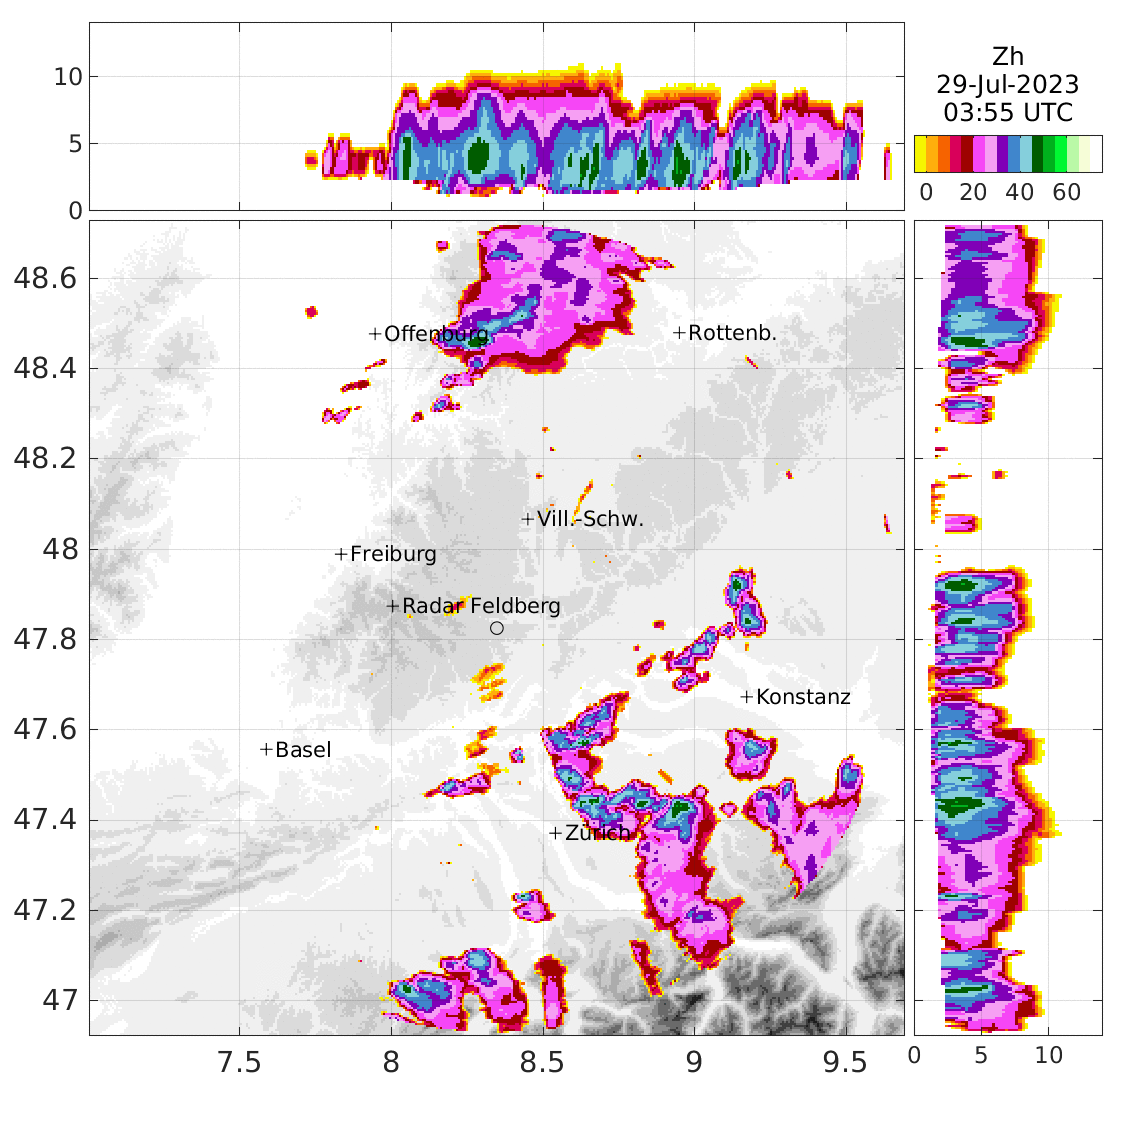 10
5
0
Zh
29-Jul-2023
03:55 UTC
0 20 40 60
48.6
48.4
48.2
48
47.8
47.6
47.4
47.2
47
+Offenburg
+Rottenb.
+Vill.-Schw.
+Freiburg
+Radar Feldberg
+Konstanz
+Basel
+Zürich
7.5 8 8.5 9 9.5
0 5 10